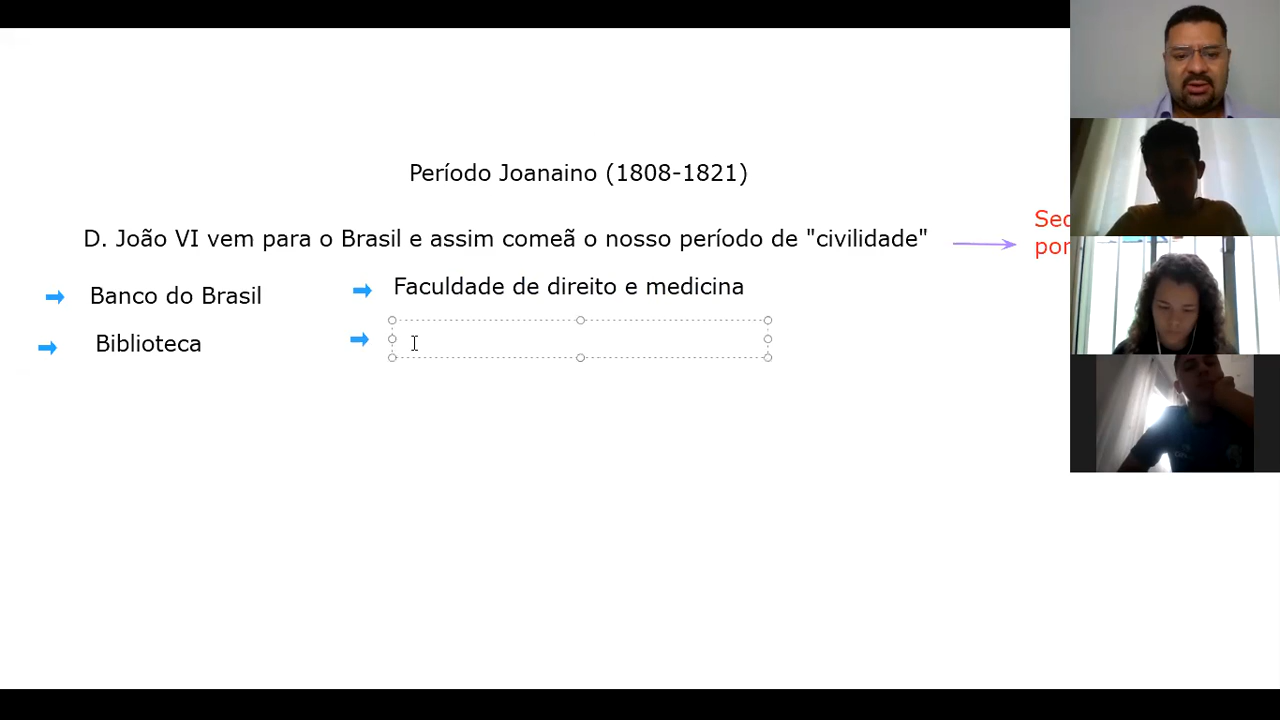 Período Joanaino (1808-1821)
D. João VI vem para o Brasil e assim comeã o nosso período de "civilidade"
por
Banco do Brasil
Faculdade de direito e medicina
Biblioteca